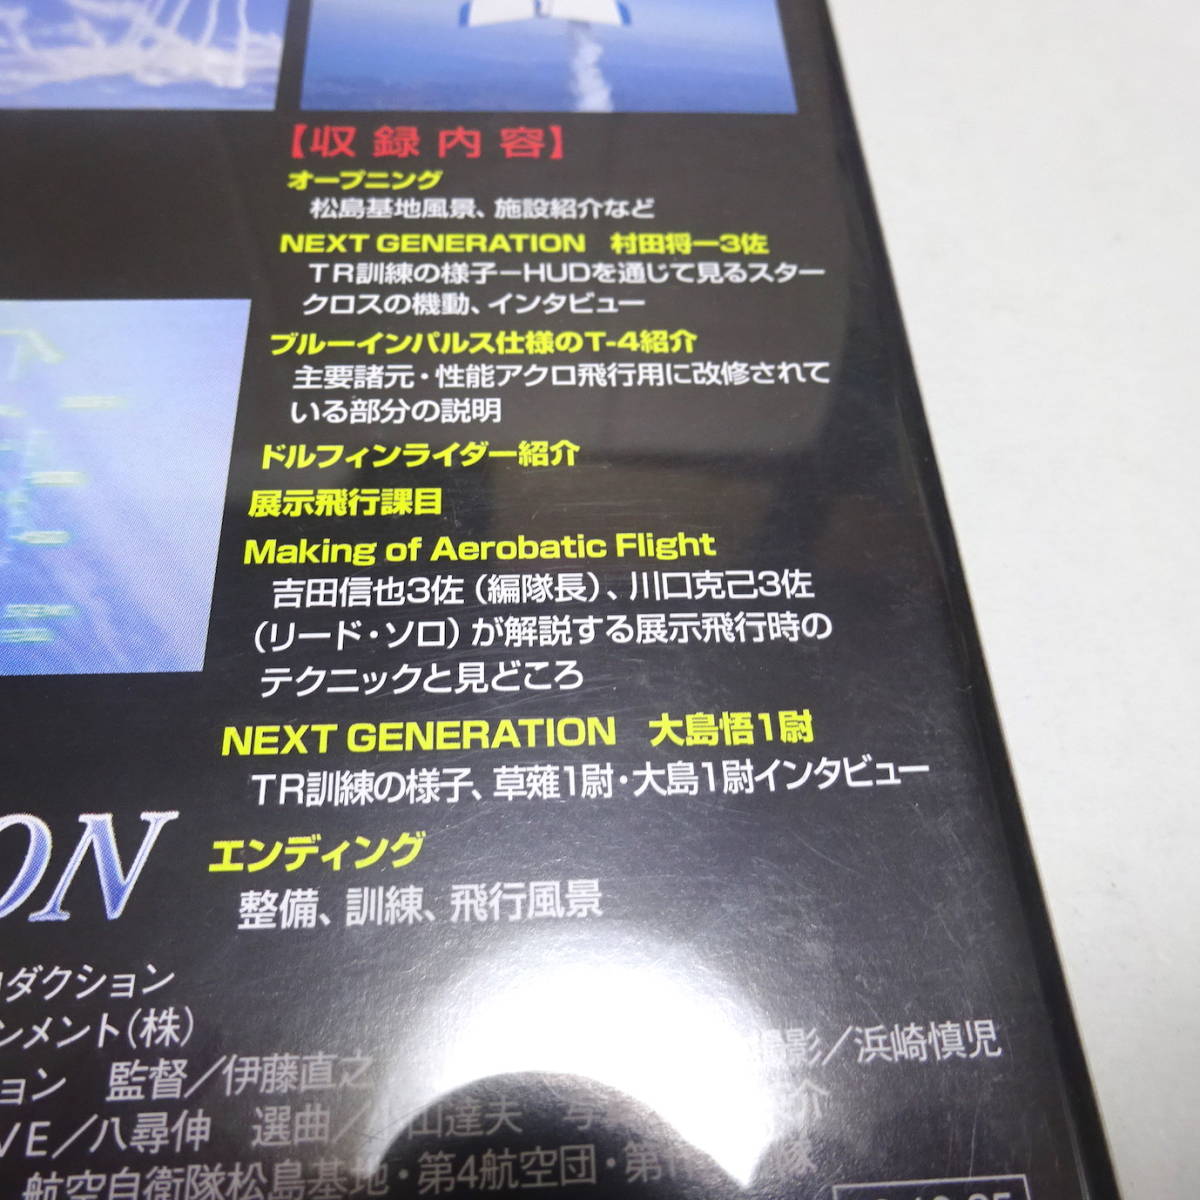 【収録内容】
オープニング
松島基地風景、施設紹介など
NEXT GENERATION 村田将一3佐
TR訓練の様子－HUDを通じて見るスター
クロスの機動、インタビュー
ブルーインパルス仕様のT-4紹介
主要諸元・性能アクロ飛行用に改修されて
いる部分の説明
ドルフィンライダー紹介
展示飛行課目
Making of Aerobatic Flight
吉田信也3佐（編隊長）、川口克己3佐
（リード・ソロ）が解説する展示飛行時の
テクニックと見どころ
NEXT GENERATION 大島悟1尉
TR訓練の様子、草薙1尉・大島1尉インタビュー
エンディング
整備、訓練、飛行風景
ON
ダクション
ンメント（株）
ョン 監督／伊藤直之 影／浜崎慎児
VE／八尋伸 選曲／ 山達夫 写 介
航空自衛隊松島基地・第4航空団・第11飛行隊